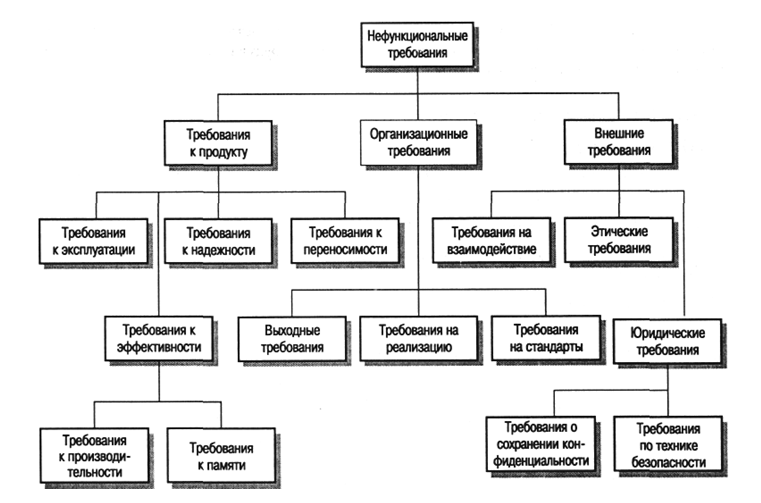 Нефункциональные
требования
Требования
к продукту
Организационные
требования
Внешние
требования
Требования
к эксплуатации
Требования
к надежности
Требования к
переносимости
Требования на
взаимодействие
Этические
требования
Требования к
эффективности
Выходные
требования
Требования на
реализацию
Требования
на стандарты
Юридические
требования
Требования
к производи-
тельности
Требования
к памяти
Требования о
сохранении кон-
фиденциальности
Требования
по технике
безопасности